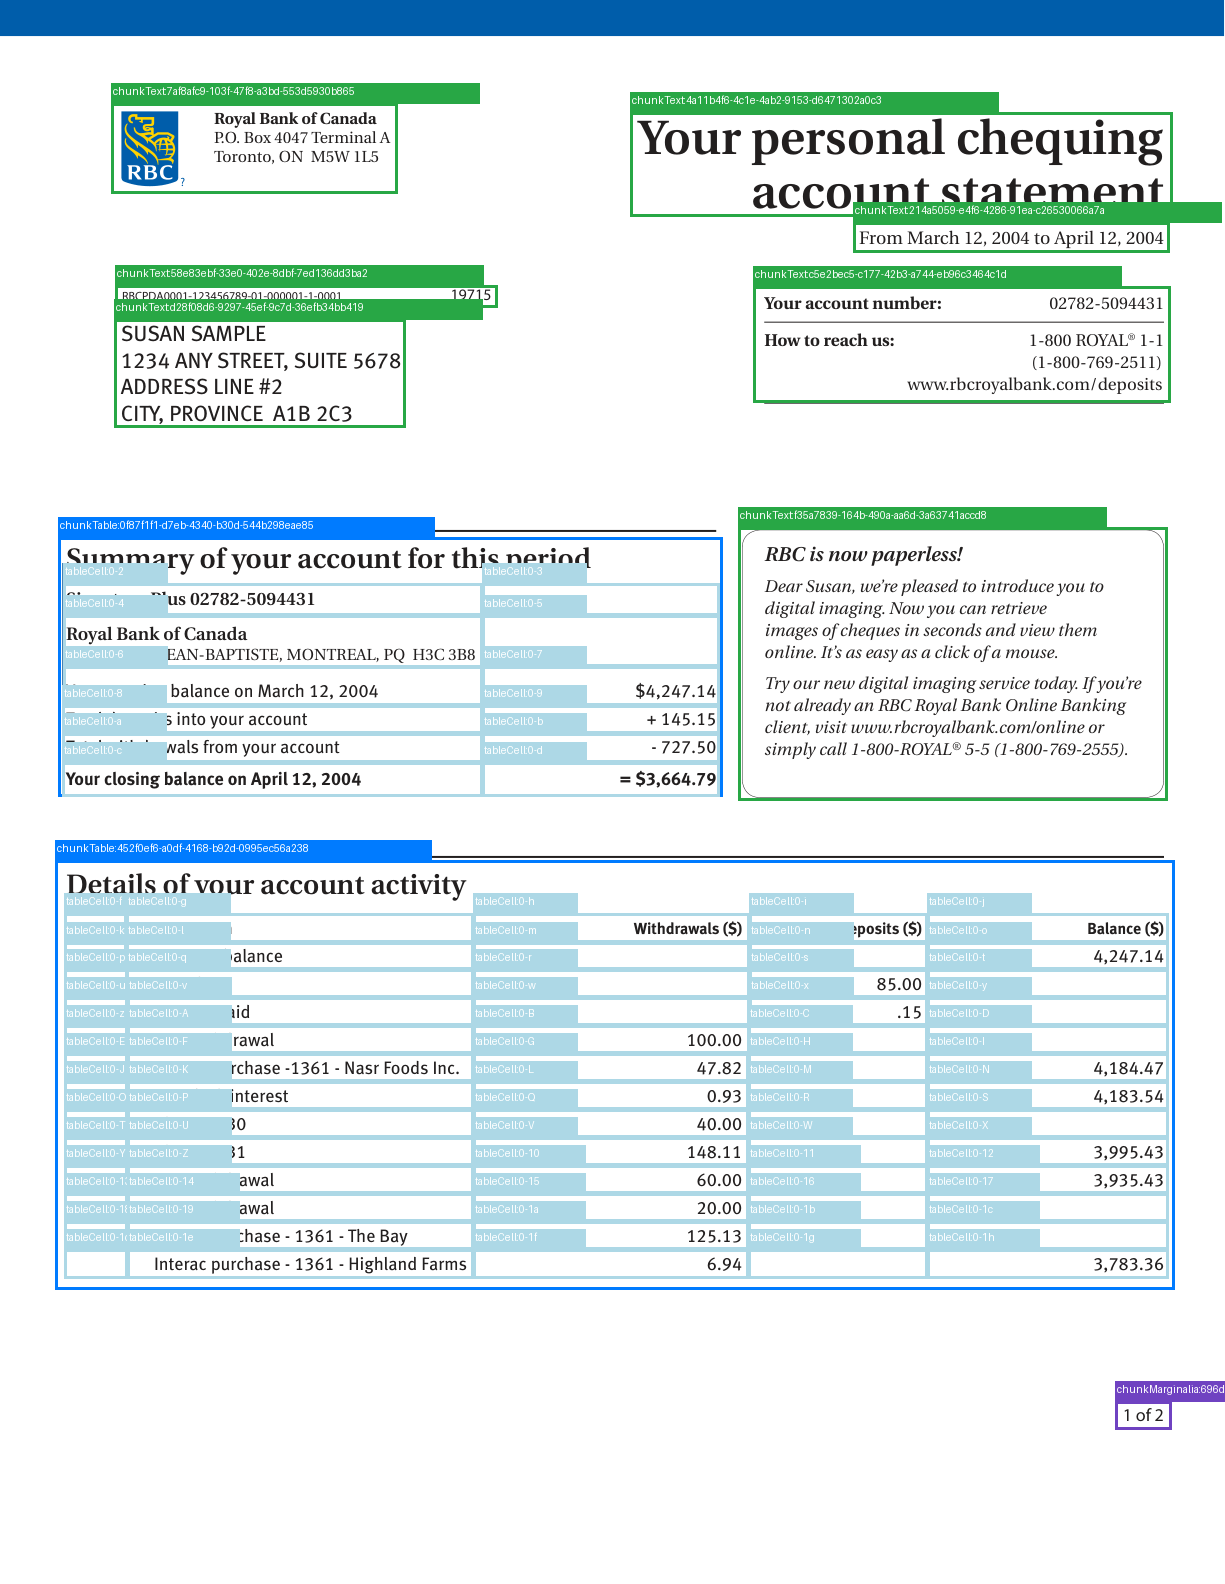 chunkText:7af8afc9-103f-47f8-a3bd-553d5930b865
RBC
Royal Bank of Canada
P.O. Box 4047 Terminal A
Toronto, ON M5W 1L5
chunkText:4a11b4f6-4c1e-4ab2-9153-d6471302a0c3
Your personal chequing
account statement
chunkText:214a5059-e4f6-4286-91ea-c26530066a7a
From March 12, 2004 to April 12, 2004
chunkText:58e83ebf-33e0-402e-8dbf-7ed136dd3ba2
RBCPDA0001-123456789-01-000001-1-0001 19715
chunkText:d28f08d6-9297-45ef-9c7d-36efb34bb419
SUSAN SAMPLE
1234 ANY STREET, SUITE 5678
ADDRESS LINE #2
CITY, PROVINCE A1B 2C3
chunkText:c5e2bec5-c177-42b3-a744-eb96c3464c1d
Your account number: 02782-5094431
How to reach us: 1-800 ROYAL® 1-1
(1-800-769-2511)
www.rbcroyalbank.com/deposits
chunkTable:0f87f1f1-d7eb-4340-b30d-544b298eae85
Summary of your account for this period
tableCell:0-2 tableCell:0-3
Plus 02782-5094431
tableCell:0-4 tableCell:0-5
Royal Bank of Canada
tableCell:0-6 EAN-BAPTISTE, MONTREAL, PQ H3C 3B8 tableCell:0-7
balance on March 12, 2004 $4,247.14
tableCell:0-8 tableCell:0-9
into your account + 145.15
tableCell:0-a tableCell:0-b
from your account - 727.50
tableCell:0-c tableCell:0-d
Your closing balance on April 12, 2004 = $3,664.79
chunkText:f35a7839-164b-490a-aa6d-3a63741accd8
RBC is now paperless!
Dear Susan, we're pleased to introduce you to
digital imaging. Now you can retrieve
images of cheques in seconds and view them
online. It's as easy as a click of a mouse.
Try our new digital imaging service today. If you're
not already an RBC Royal Bank Online Banking
client, visit www.rbcroyalbank.com/online or
simply call 1-800-ROYAL® 5-5 (1-800-769-2555).
chunkTable:452f0ef6-a0df-4168-b92d-0995ec56a238
Details of your account activity
tableCell:0-f tableCell:0-g tableCell:0-h tableCell:0-i tableCell:0-j
Withdrawals ($) eposits ($) Balance ($)
tableCell:0-k tableCell:0-l tableCell:0-m tableCell:0-n tableCell:0-o
balance 4,247.14
tableCell:0-p tableCell:0-q tableCell:0-r tableCell:0-s tableCell:0-t
85.00
tableCell:0-u tableCell:0-v tableCell:0-w tableCell:0-x tableCell:0-y
aid .15
tableCell:0-z tableCell:0-A tableCell:0-B tableCell:0-C tableCell:0-D
rawal 100.00
tableCell:0-E tableCell:0-F tableCell:0-G tableCell:0-H tableCell:0-I
rchase -1361 - Nasr Foods Inc. 47.82 4,184.47
tableCell:0-J tableCell:0-K tableCell:0-L tableCell:0-M tableCell:0-N
interest 0.93 4,183.54
tableCell:0-O tableCell:0-P tableCell:0-Q tableCell:0-R tableCell:0-S
30 40.00
tableCell:0-T tableCell:0-U tableCell:0-V tableCell:0-W tableCell:0-X
31 148.11 3,995.43
tableCell:0-Y tableCell:0-Z tableCell:0-10 tableCell:0-11 tableCell:0-12
awal 60.00 3,935.43
tableCell:0-14 tableCell:0-15 tableCell:0-16 tableCell:0-17
awal 20.00
tableCell:0-19 tableCell:0-1a tableCell:0-1b tableCell:0-1c
chase - 1361 - The Bay 125.13
tableCell:0-1e tableCell:0-1f tableCell:0-1g tableCell:0-1h
Interac purchase - 1361 - Highland Farms 6.94 3,783.36
chunkMarginalia:696d
1 of 2